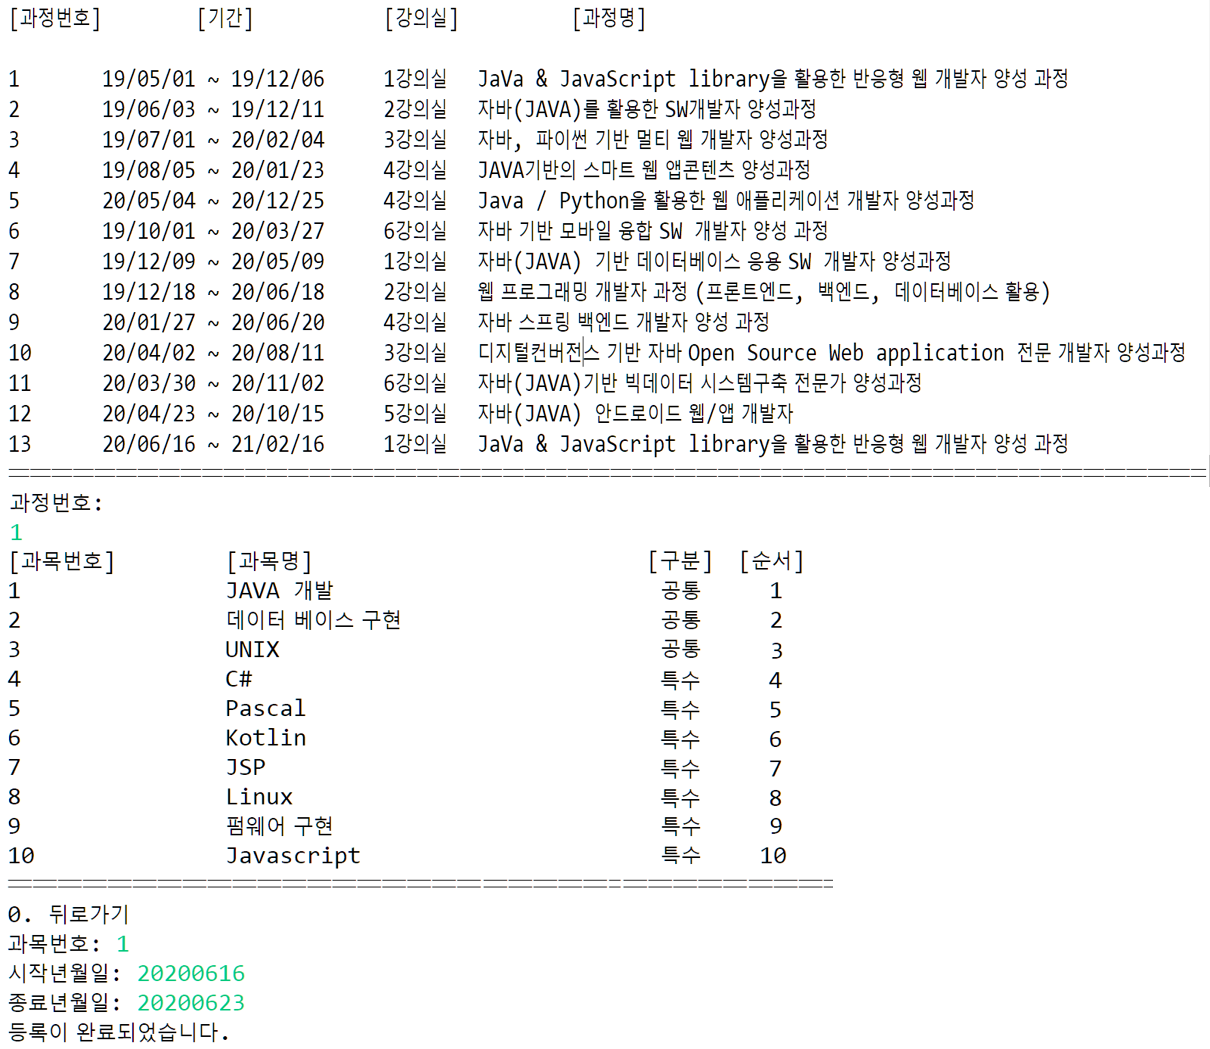 [과정번호] [기간] [강의실] [과정명]
1 19/05/01 ~ 19/12/06 1강의실 JaVa & JavaScript library을 활용한 반응형 웹 개발자 양성 과정
2 19/06/03 ~ 19/12/11 2강의실 자바(JAVA)를 활용한 SW개발자 양성과정
3 19/07/01 ~ 20/02/04 3강의실 자바, 파이썬 기반 멀티 웹 개발자 양성과정
4 19/08/05 ~ 20/01/23 4강의실 JAVA기반의 스마트 웹 앱콘텐츠 양성과정
5 20/05/04 ~ 20/12/25 4강의실 Java / Python을 활용한 웹 애플리케이션 개발자 양성과정
6 19/10/01 ~ 20/03/27 6강의실 자바 기반 모바일 융합 SW 개발자 양성 과정
7 19/12/09 ~ 20/05/09 1강의실 자바(JAVA) 기반 데이터베이스 응용 SW 개발자 양성과정
8 19/12/18 ~ 20/06/18 2강의실 웹 프로그래밍 개발자 과정 (프론트엔드, 백엔드, 데이터베이스 활용)
9 20/01/27 ~ 20/06/20 4강의실 자바 스프링 백엔드 개발자 양성 과정
10 20/04/02 ~ 20/08/11 3강의실 디지털컨버전스 기반 자바 Open Source Web application 전문 개발자 양성과정
11 20/03/30 ~ 20/11/02 6강의실 자바(JAVA)기반 빅데이터 시스템구축 전문가 양성과정
12 20/04/23 ~ 20/10/15 5강의실 자바(JAVA) 안드로이드 웹/앱 개발자
13 20/06/16 ~ 21/02/16 1강의실 JaVa & JavaScript library을 활용한 반응형 웹 개발자 양성 과정
과정번호:
1
[과목번호] [과목명] [구분] [순서]
1 JAVA 개발 공통 1
2 데이터 베이스 구현 공통 2
3 UNIX 공통 3
4 C# 특수 4
5 Pascal 특수 5
6 Kotlin 특수 6
7 JSP 특수 7
8 Linux 특수 8
9 펌웨어 구현 특수 9
10 Javascript 특수 10
0. 뒤로가기
과목번호: 1
시작년월일: 20200616
종료년월일: 20200623
등록이 완료되었습니다.